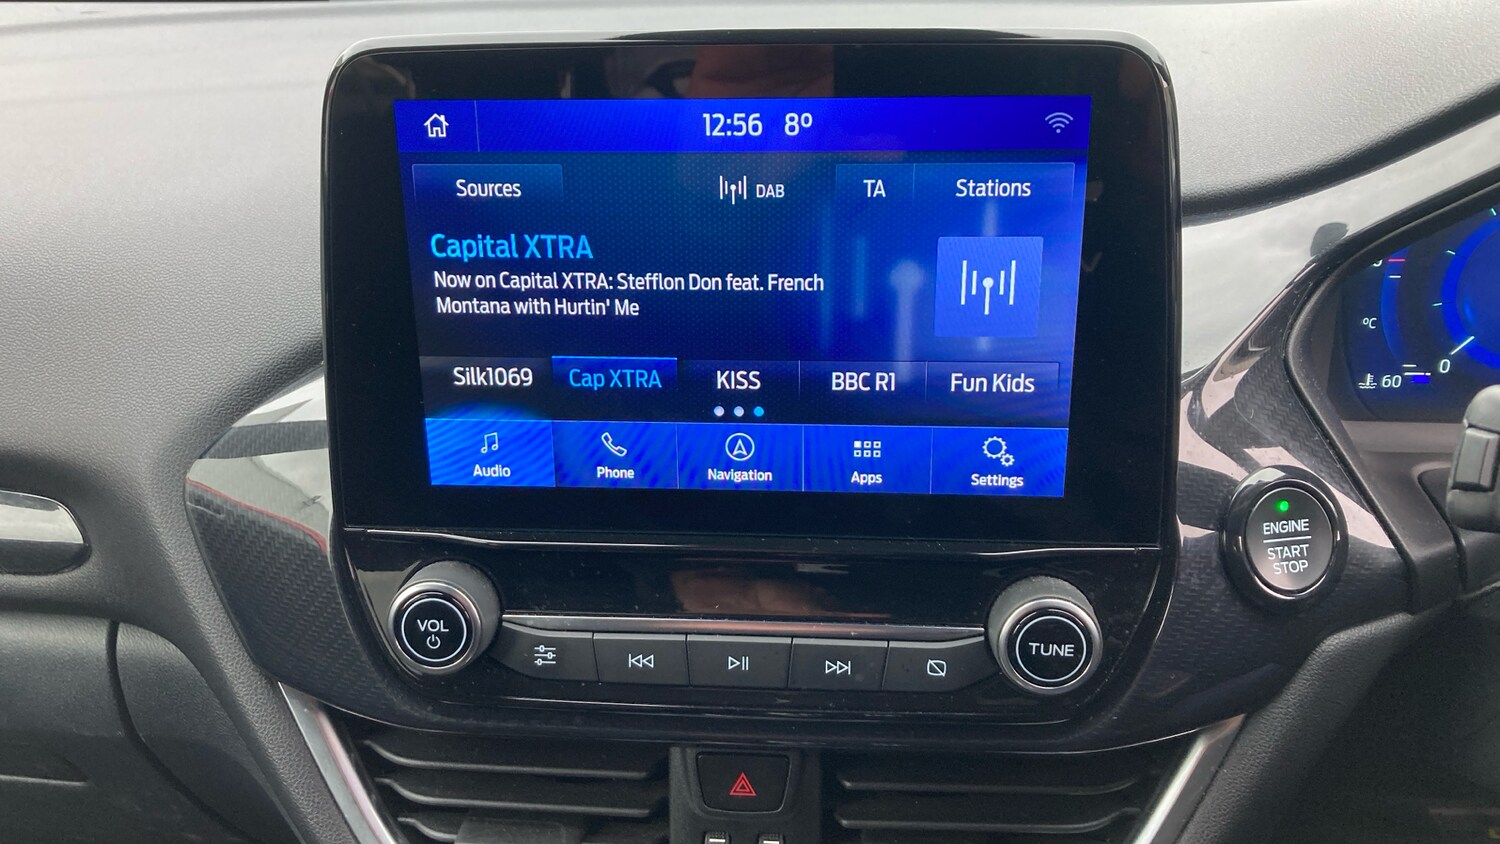 12:56 8º
Sources DAB TA Stations
Capital XTRA
Now on Capital XTRA: Stefflon Don feat. French
Montana with Hurtin' Me
Silk1069 Cap XTRA KISS BBC R1 Fun Kids
Audio Phone Navigation Apps Settings
VOL
TUNE
ENGINE
START
STOP
ºC
60
0